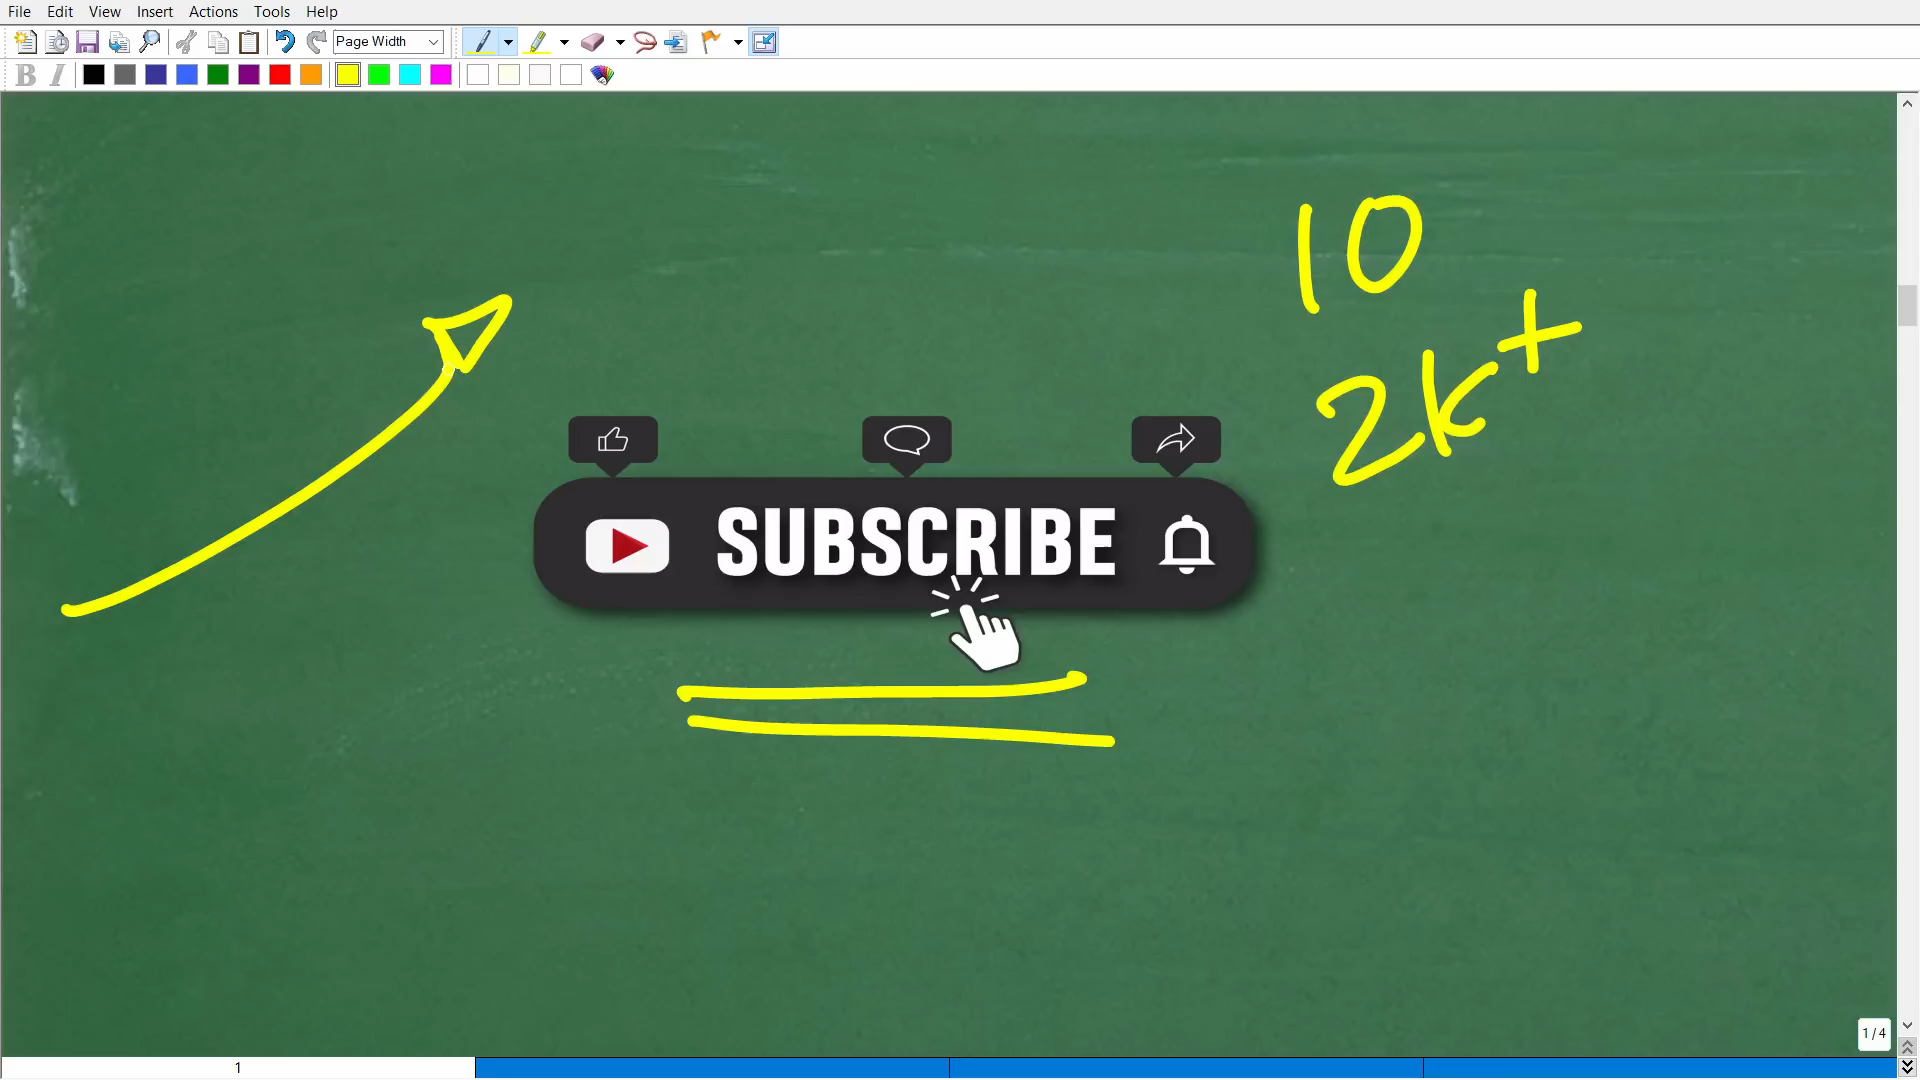 File Edit View Insert Actions Tools Help
Page Width
B I
10
2k+
SUBSCRIBE
1 / 4
1